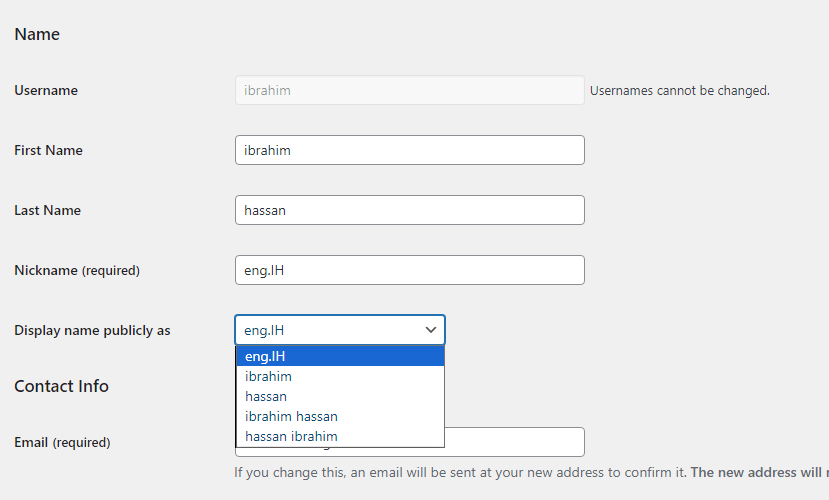 Name
Username
ibrahim
Usernames cannot be changed.
First Name
ibrahim
Last Name
hassan
Nickname (required)
eng.IH
Display name publicly as
eng.IH
eng.IH
ibrahim
hassan
ibrahim hassan
hassan ibrahim
Contact Info
Email (required)
If you change this, an email will be sent at your new address to confirm it. The new address will